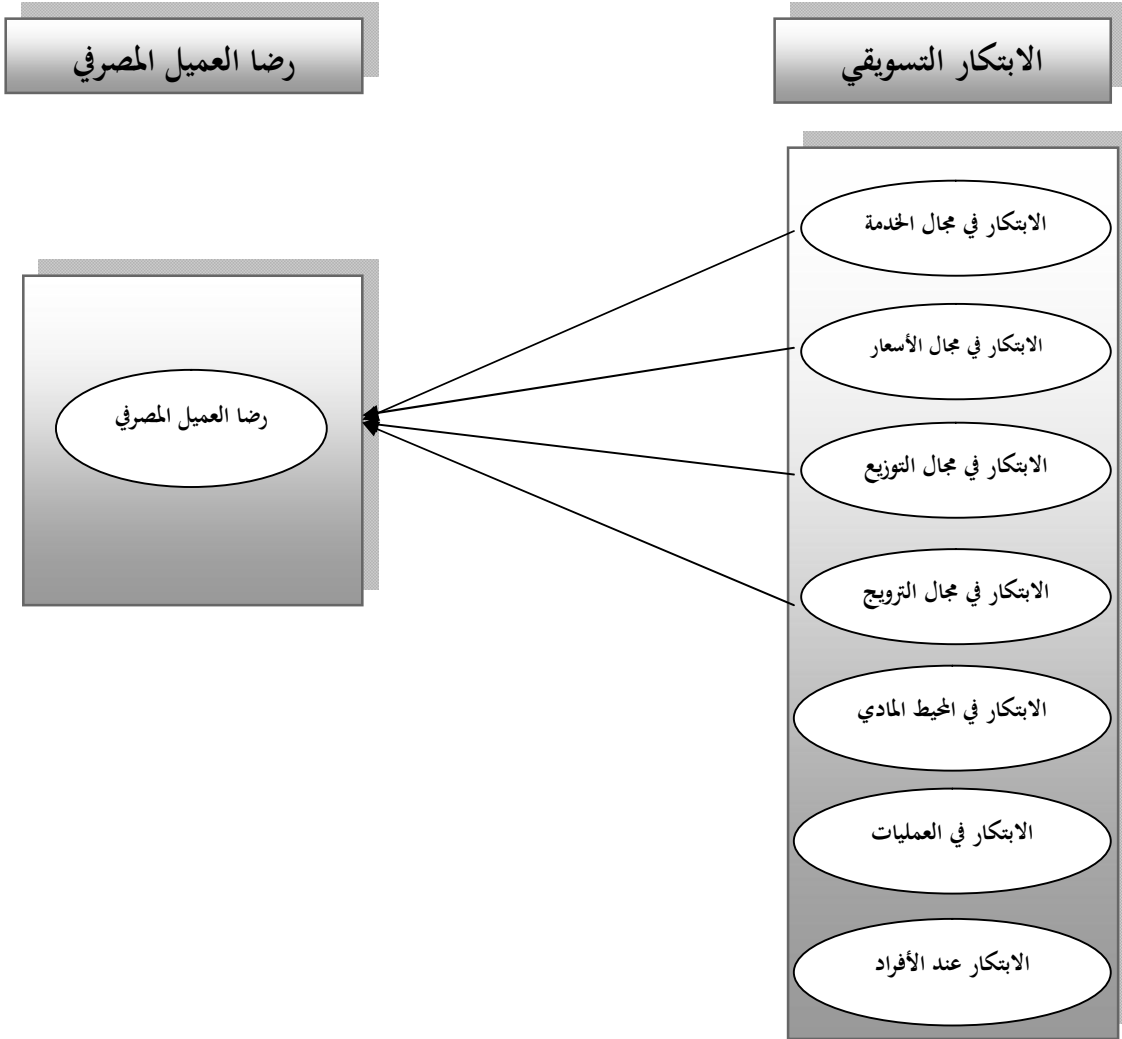 الابتكار التسويقي
رضا العميل المصرفي
الابتكار في مجال الخدمة
الابتكار في مجال الأسعار
الابتكار في مجال التوزيع
الابتكار في مجال الترويج
الابتكار في المحيط المادي
الابتكار في العمليات
الابتكار عند الأفراد
رضا العميل المصرفي